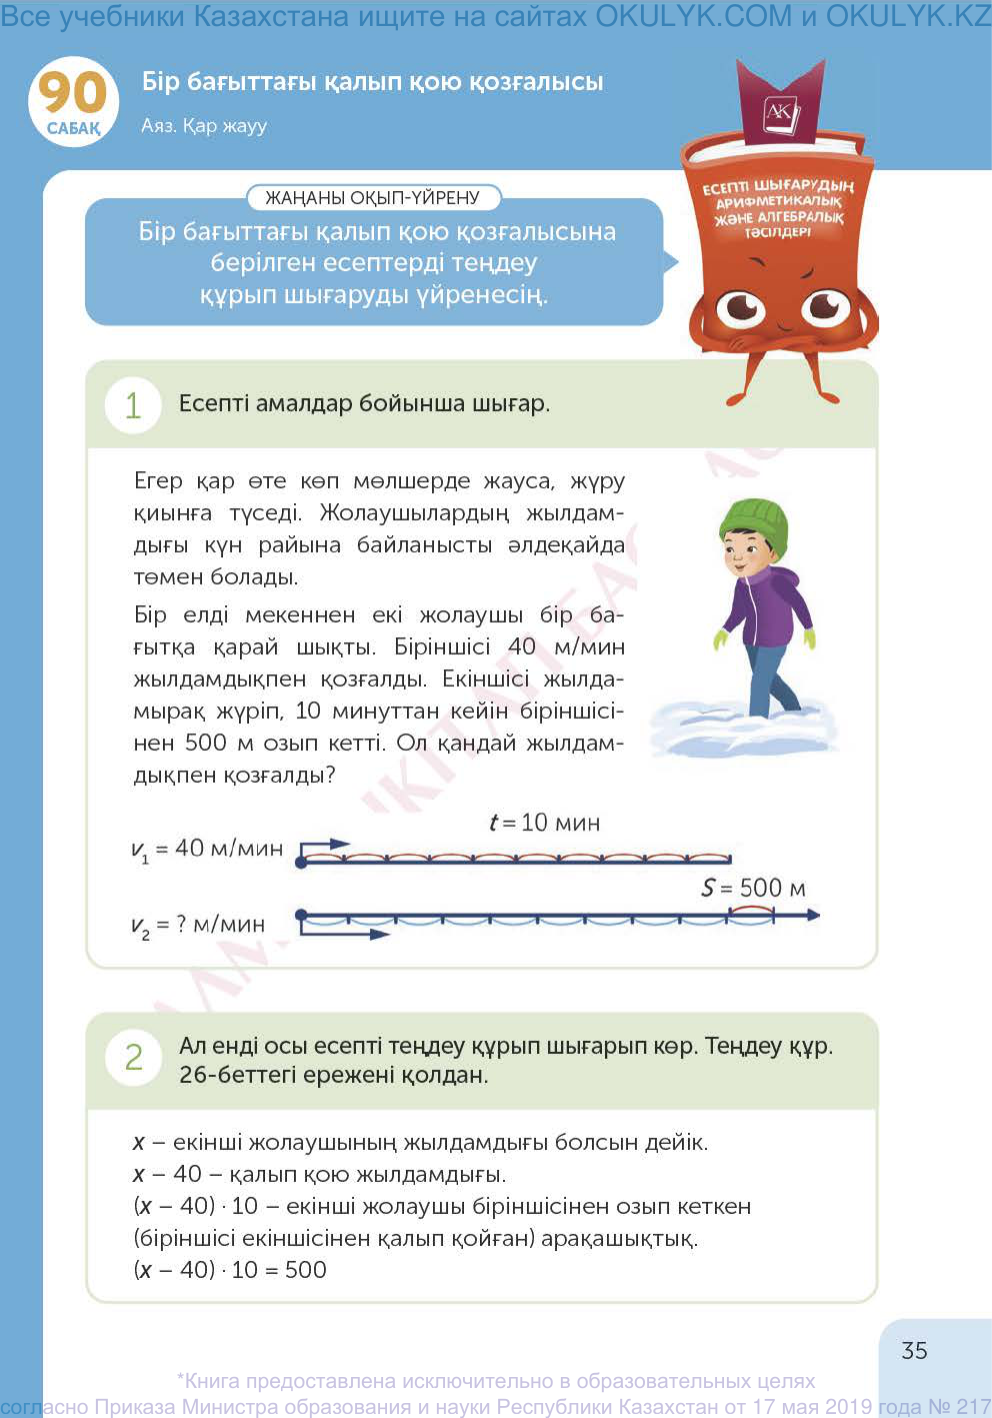 Все учебники Казахстана ищите на сайтах OKULYK.COM и OKULYK.KZ
90
САБАҚ
Бір бағыттағы қалып қою қозғалысы
Аяз. Қар жауу
АК
ЕСЕПТІ ШЫҒАРУДЫҢ
АРИФМЕТИКАЛЫҚ
ЖӘНЕ АЛГЕБРАЛЫҚ
ТӘСІЛДЕРІ
ЖАҢАНЫ ОҚЫП-ҮЙРЕНУ
Бір бағыттағы қалып қою қозғалысына
берілген есептерді теңдеу
құрып шығаруды үйренесің.
1
Есепті амалдар бойынша шығар.
Егер қар өте көп мөлшерде жауса, жүру
қиынға түседі. Жолаушылардың жылдам-
дығы күн райына байланысты әлдеқайда
төмен болады.
Бір елді мекеннен екі жолаушы бір ба-
ғытқа қарай шықты. Біріншісі 40 м/мин
жылдамдықпен қозғалды. Екіншісі жылда-
мырақ жүріп, 10 минуттан кейін біріншісі-
нен 500 м озып кетті. Ол қандай жылдам-
дықпен қозғалды?
t = 10 мин
v₁ = 40 м/мин
S = 500 м
v₂ = ? м/мин
2
Ал енді осы есепті теңдеу құрып шығарып көр. Теңдеу құр.
26-беттегі ережені қолдан.
x – екінші жолаушының жылдамдығы болсын дейік.
x – 40 – қалып қою жылдамдығы.
(x – 40) · 10 – екінші жолаушы біріншісінен озып кеткен
(біріншісі екіншісінен қалып қойған) арақашықтық.
(x – 40) · 10 = 500
35
*Книга предоставлена исключительно в образовательных целях
согласно Приказа Министра образования и науки Республики Казахстан от 17 мая 2019 года № 217